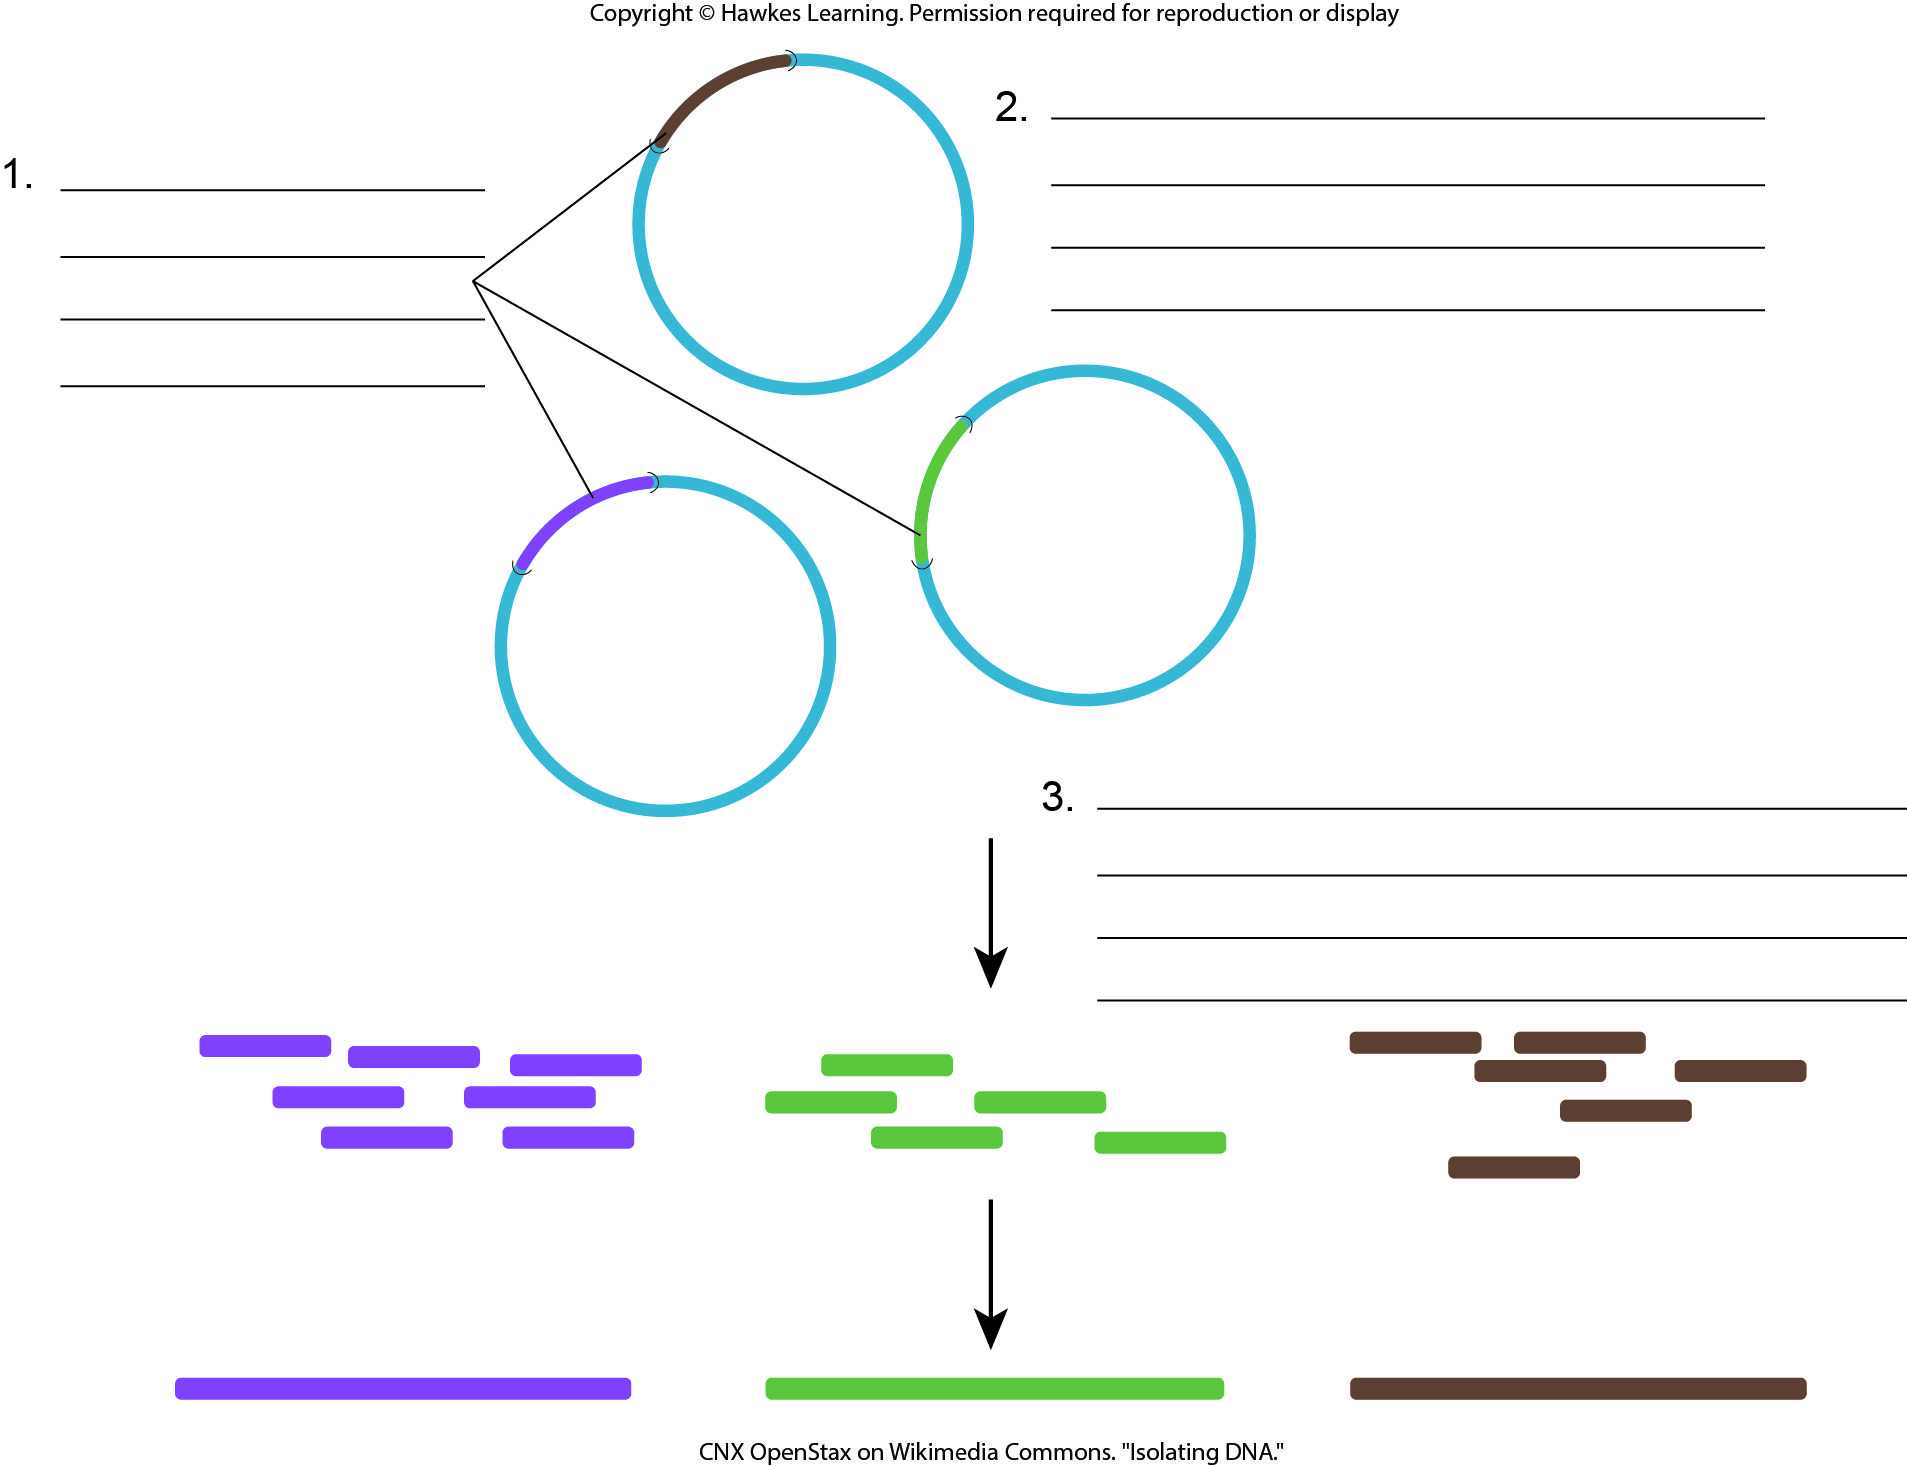 Copyright © Hawkes Learning. Permission required for reproduction or display
1.
2.
3.
CNX OpenStax on Wikimedia Commons. "Isolating DNA."